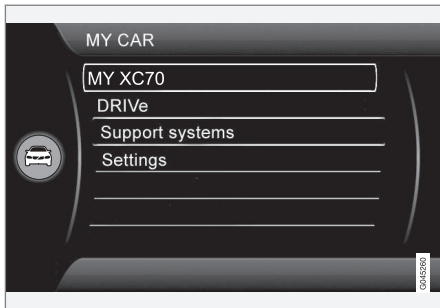 MY CAR
MY XC70
DRIVe
Support systems
Settings
G045260